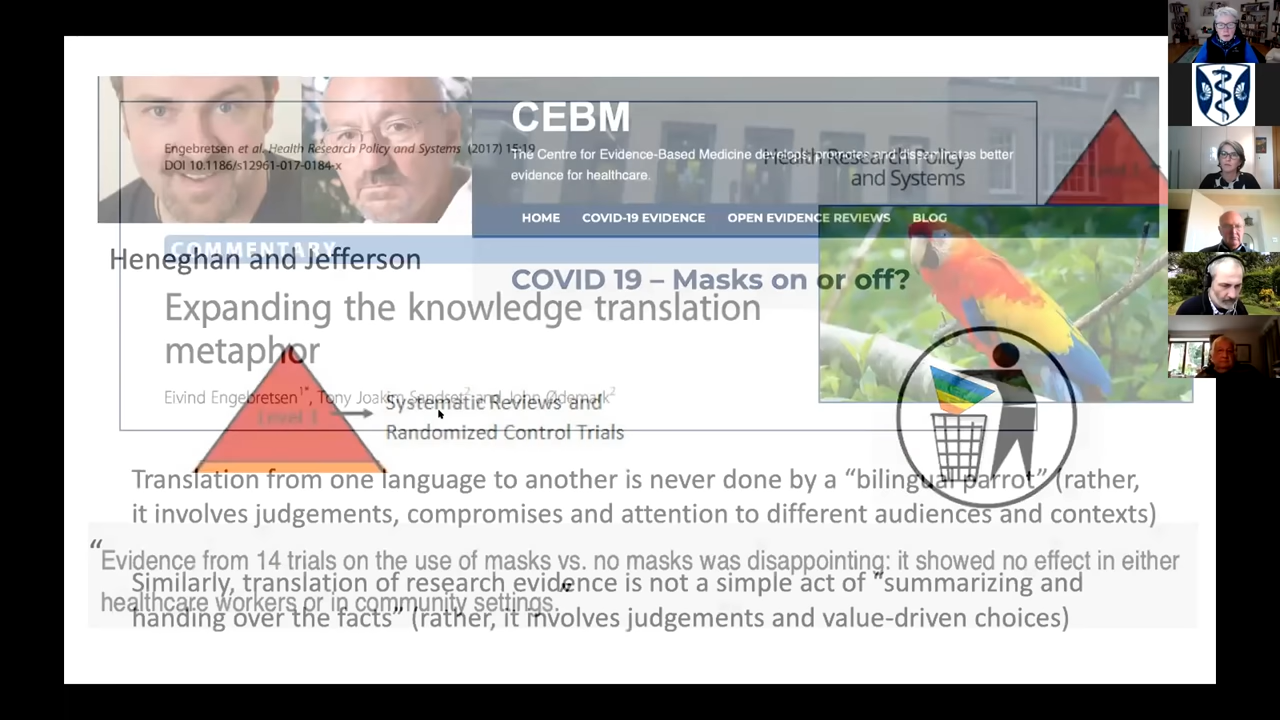 CEBM
Engebretsen et al. Health Research Policy and Systems (2017) 15:19
DOI 10.1186/s12961-017-0184-x
The Centre for Evidence-Based Medicine develops, promotes and disseminates better
evidence for healthcare.
Health Research Policy
and Systems
HOME COVID-19 EVIDENCE OPEN EVIDENCE REVIEWS BLOG
COMMENTARY
Heneghan and Jefferson
COVID 19 – Masks on or off?
Expanding the knowledge translation
metaphor
Eivind Engebretsen1*, Tony Joakim Sandset2 and John Ødemark2
Level 1
Systematic Reviews and
Randomized Control Trials
Translation from one language to another is never done by a “bilingual parrot” (rather,
it involves judgements, compromises and attention to different audiences and contexts)
“Evidence from 14 trials on the use of masks vs. no masks was disappointing: it showed no effect in either
healthcare workers or in community settings.”
Similarly, translation of research evidence is not a simple act of “summarizing and
handing over the facts” (rather, it involves judgements and value-driven choices)